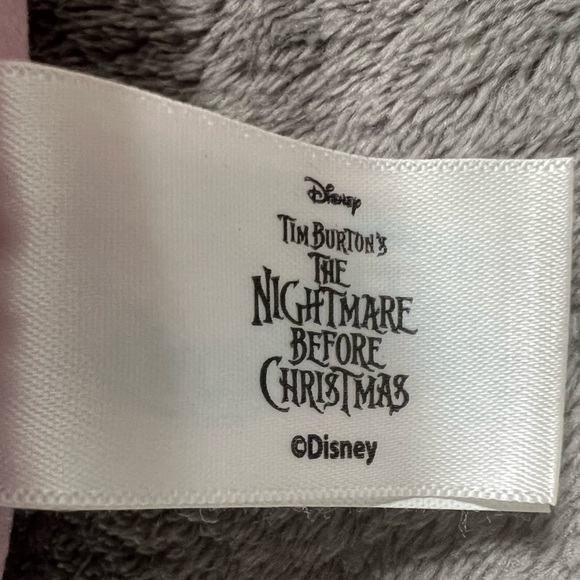 Disney
TIM BURTON'S
THE
NIGHTMARE
BEFORE
CHRISTMAS
©Disney